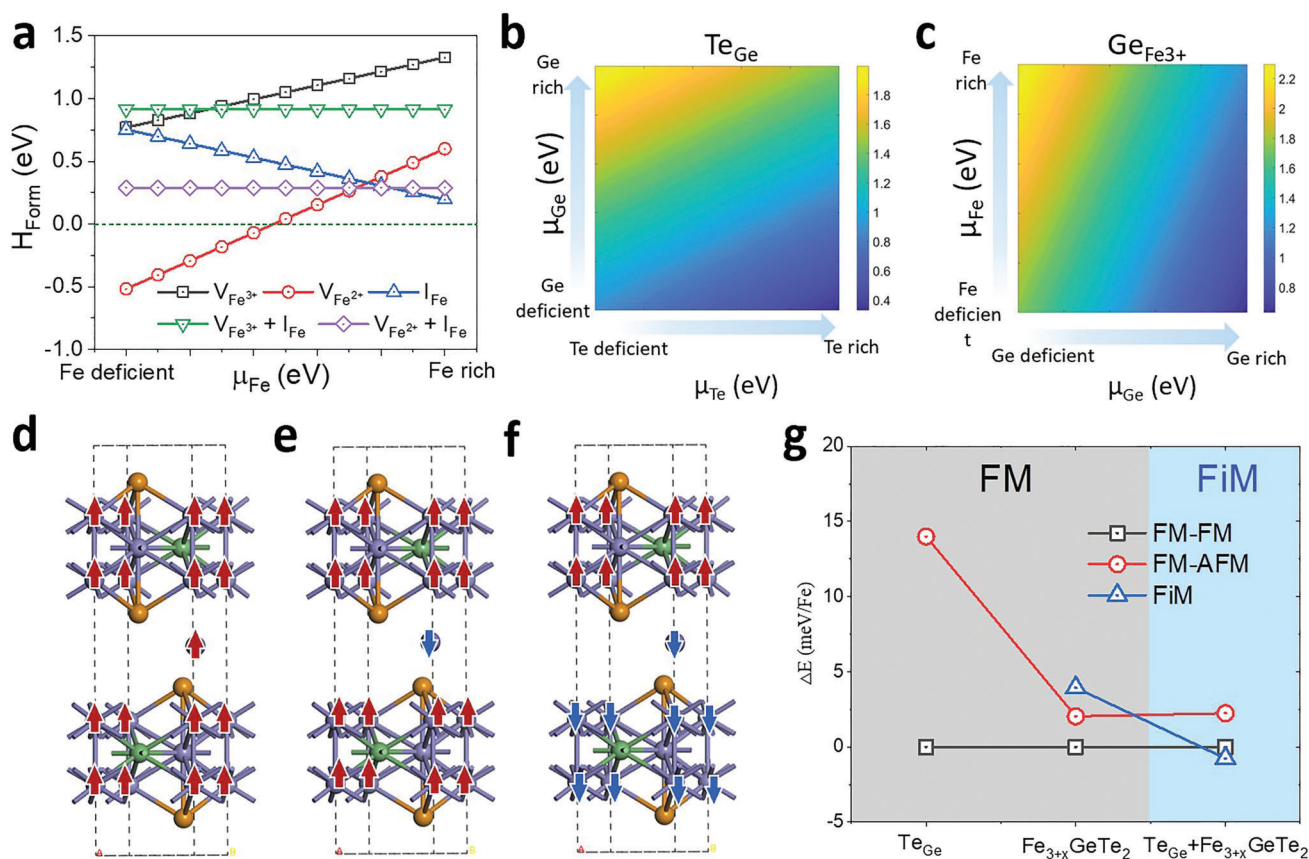 a
1.5
1.0
0.5
0.0
-0.5
-1.0
H_Form (eV)
V_Fe³⁺ V_Fe²⁺ I_Fe
V_Fe³⁺ + I_Fe V_Fe²⁺ + I_Fe
Fe deficient μ_Fe (eV) Fe rich
b
Te_Ge
Ge
rich
μ_Ge (eV)
Ge
deficient
Te deficient Te rich
μ_Te (eV)
1.8
1.6
1.4
1.2
1
0.8
0.6
0.4
c
Ge_Fe3+
Fe
rich
μ_Fe (eV)
Fe
deficien
t
Ge deficient Ge rich
μ_Ge (eV)
2.2
2
1.8
1.6
1.4
1.2
1
0.8
d
e
f
g
20
15
10
5
0
-5
ΔE (meV/Fe)
FM FiM
FM-FM
FM-AFM
FiM
Te_Ge Fe₃₊ₓGeTe₂ Te_Ge+Fe₃₊ₓGeTe₂